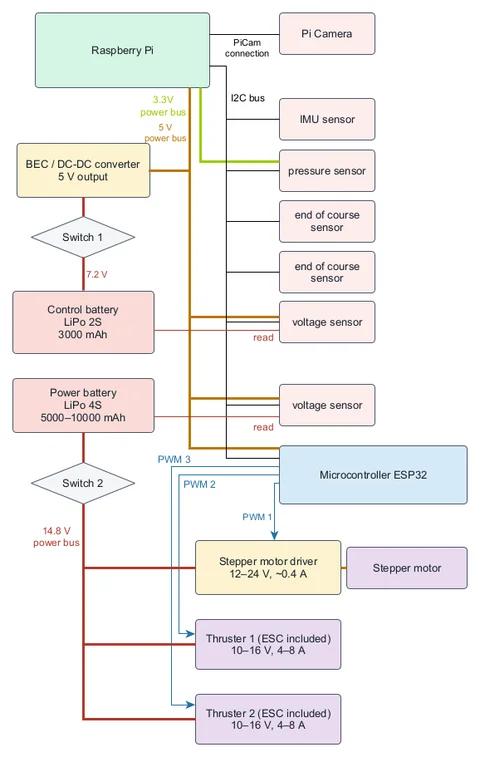 Raspberry Pi
Pi Camera
PiCam
connection
I2C bus
3.3V
power bus
5 V
power bus
IMU sensor
BEC / DC-DC converter
5 V output
pressure sensor
Switch 1
end of course
sensor
7.2 V
end of course
sensor
Control battery
LiPo 2S
3000 mAh
voltage sensor
read
Power battery
LiPo 4S
5000–10000 mAh
voltage sensor
read
PWM 3
Switch 2
PWM 2
Microcontroller ESP32
PWM 1
14.8 V
power bus
Stepper motor driver
12–24 V, ~0.4 A
Stepper motor
Thruster 1 (ESC included)
10–16 V, 4–8 A
Thruster 2 (ESC included)
10–16 V, 4–8 A